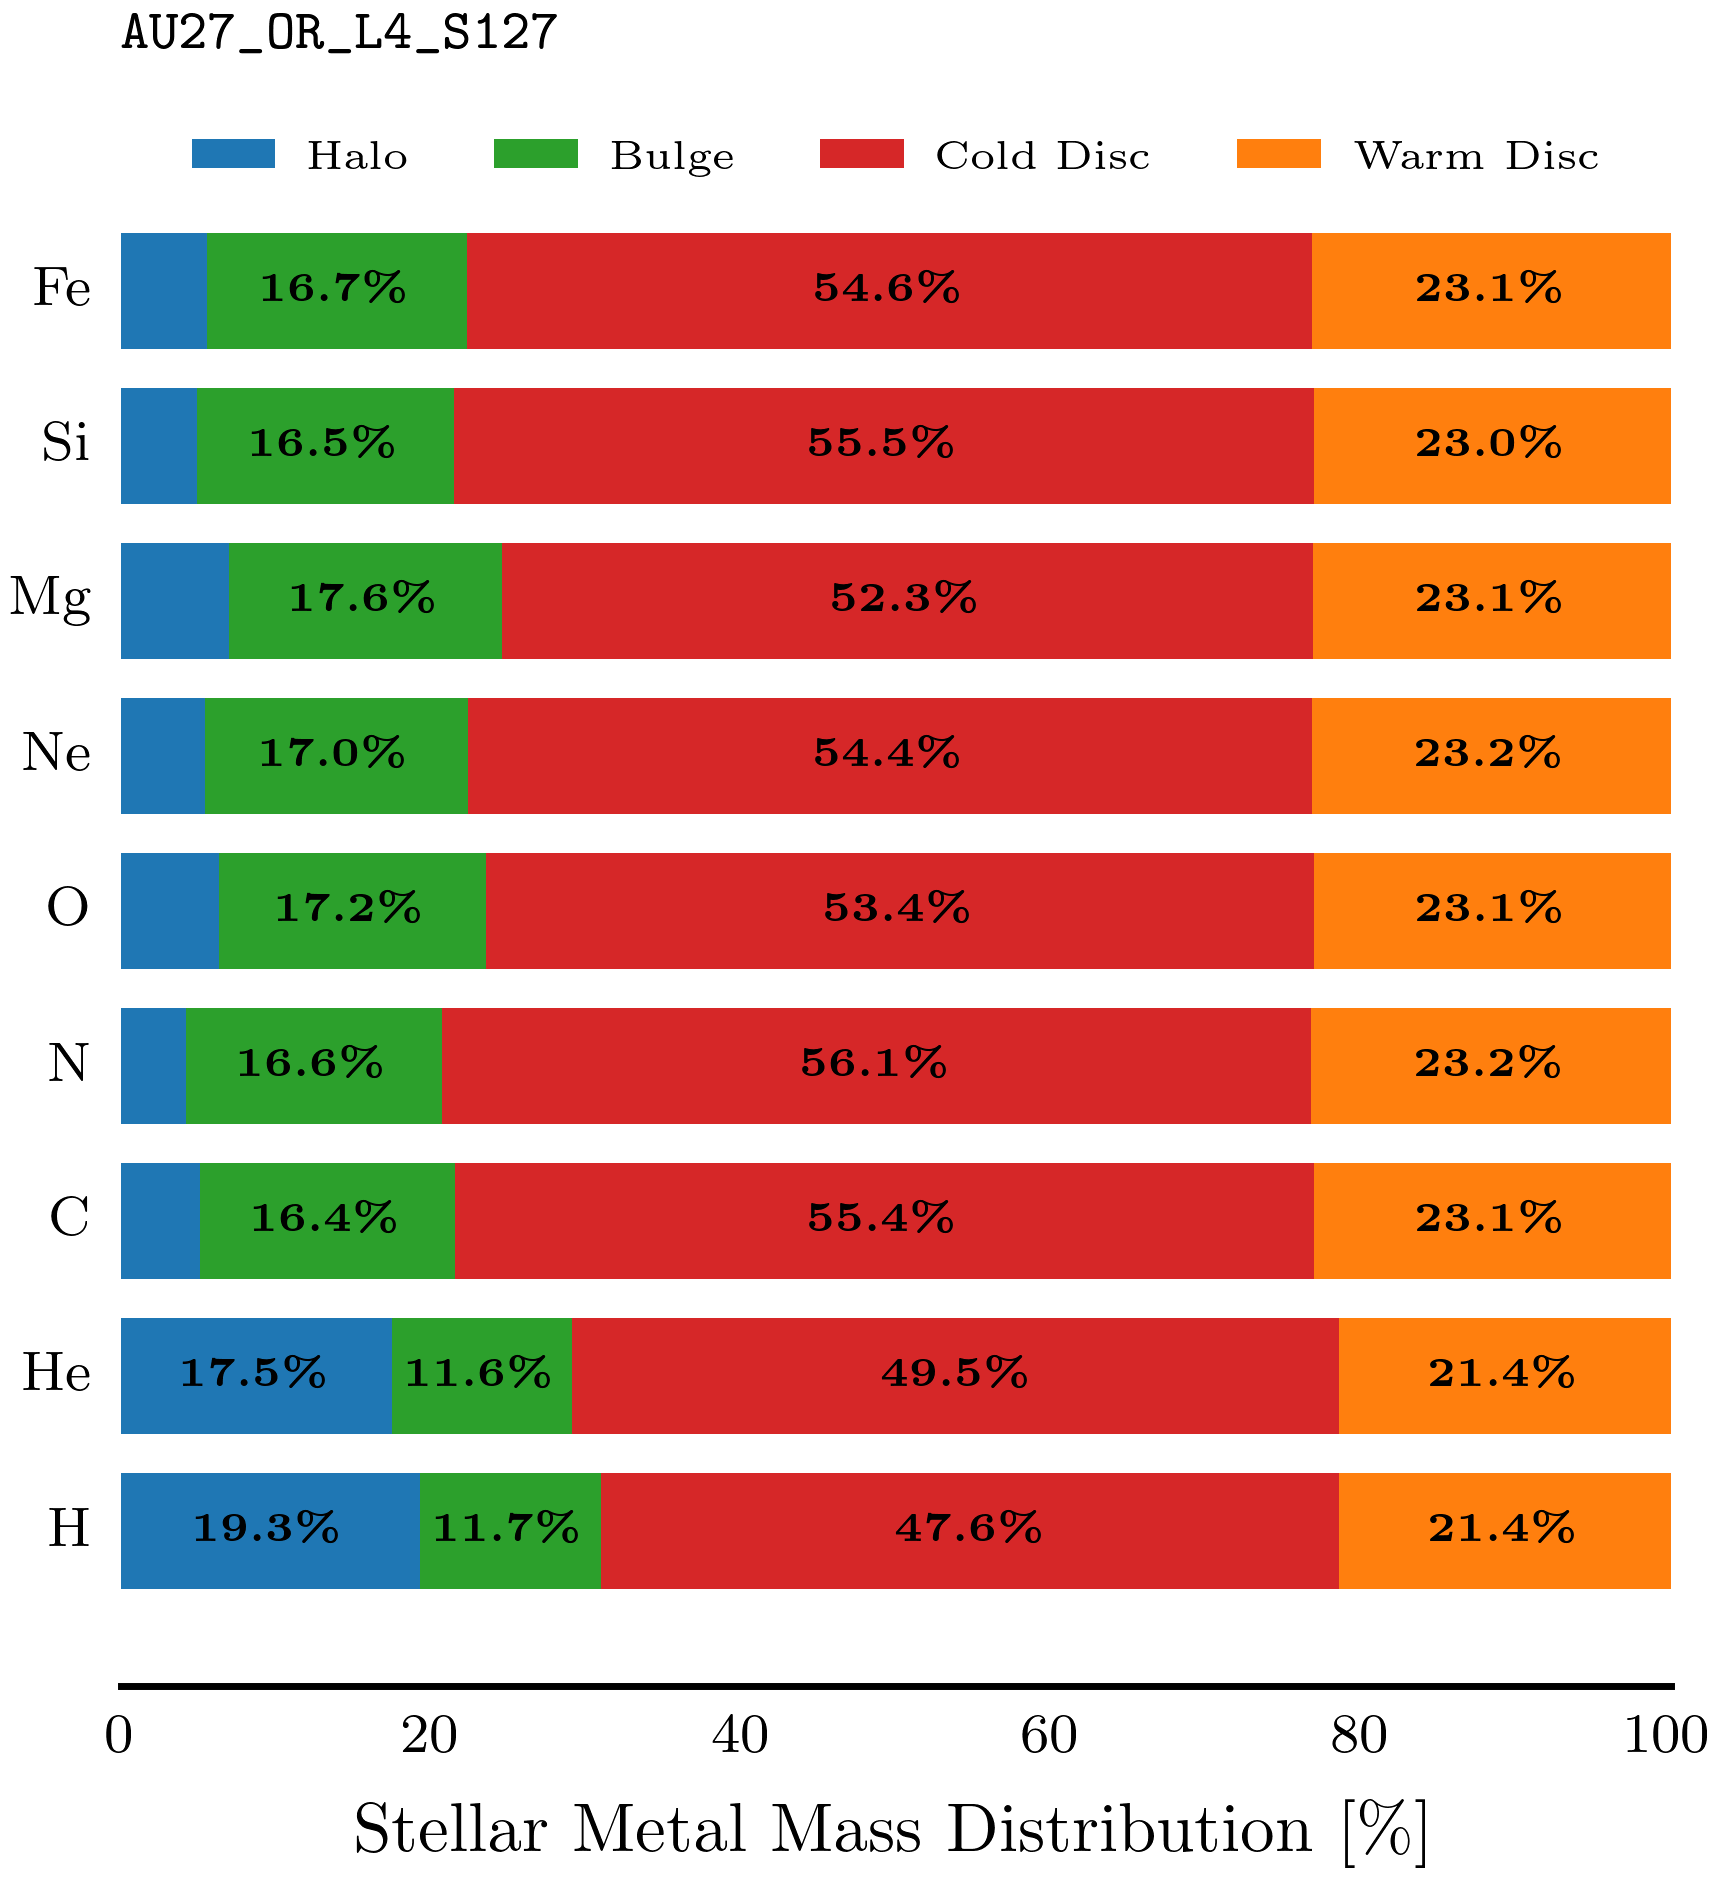 AU27_OR_L4_S127
Halo Bulge Cold Disc Warm Disc
Fe 16.7% 54.6% 23.1%
Si 16.5% 55.5% 23.0%
Mg 17.6% 52.3% 23.1%
Ne 17.0% 54.4% 23.2%
O 17.2% 53.4% 23.1%
N 16.6% 56.1% 23.2%
C 16.4% 55.4% 23.1%
He 17.5% 11.6% 49.5% 21.4%
H 19.3% 11.7% 47.6% 21.4%
0 20 40 60 80 100
Stellar Metal Mass Distribution [%]